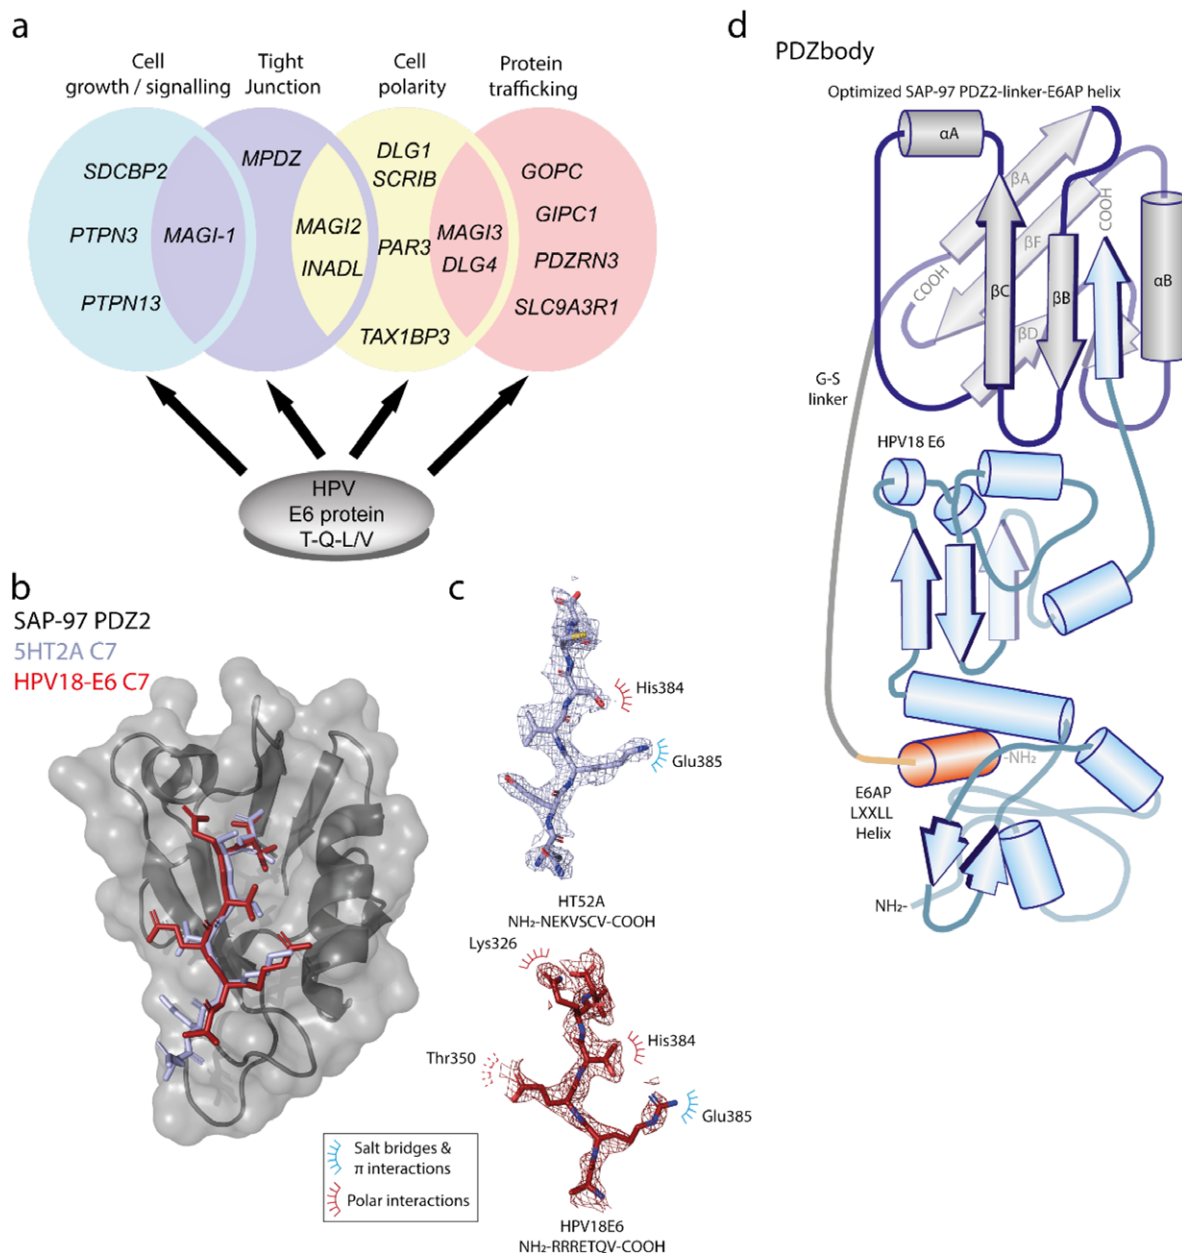 a
Cell
growth / signalling
Tight
Junction
Cell
polarity
Protein
trafficking
SDCBP2
PTPN3
PTPN13
MAGI-1
MPDZ
MAGI2
INADL
DLG1
SCRIB
PAR3
TAX1BP3
MAGI3
DLG4
GOPC
GIPC1
PDZRN3
SLC9A3R1
HPV
E6 protein
T-Q-L/V
b
SAP-97 PDZ2
5HT2A C7
HPV18-E6 C7
c
His384
Glu385
HT52A
NH₂-NEKVSCV-COOH
Lys326
His384
Thr350
Glu385
HPV18E6
NH₂-RRRETQV-COOH
Salt bridges &
π interactions
Polar interactions
d
PDZbody
Optimized SAP-97 PDZ2-linker-E6AP helix
αA
βA
βF
COOH
COOH
βC
βB
αB
βD
G-S
linker
HPV18 E6
-NH₂
E6AP
LXXLL
Helix
NH₂-